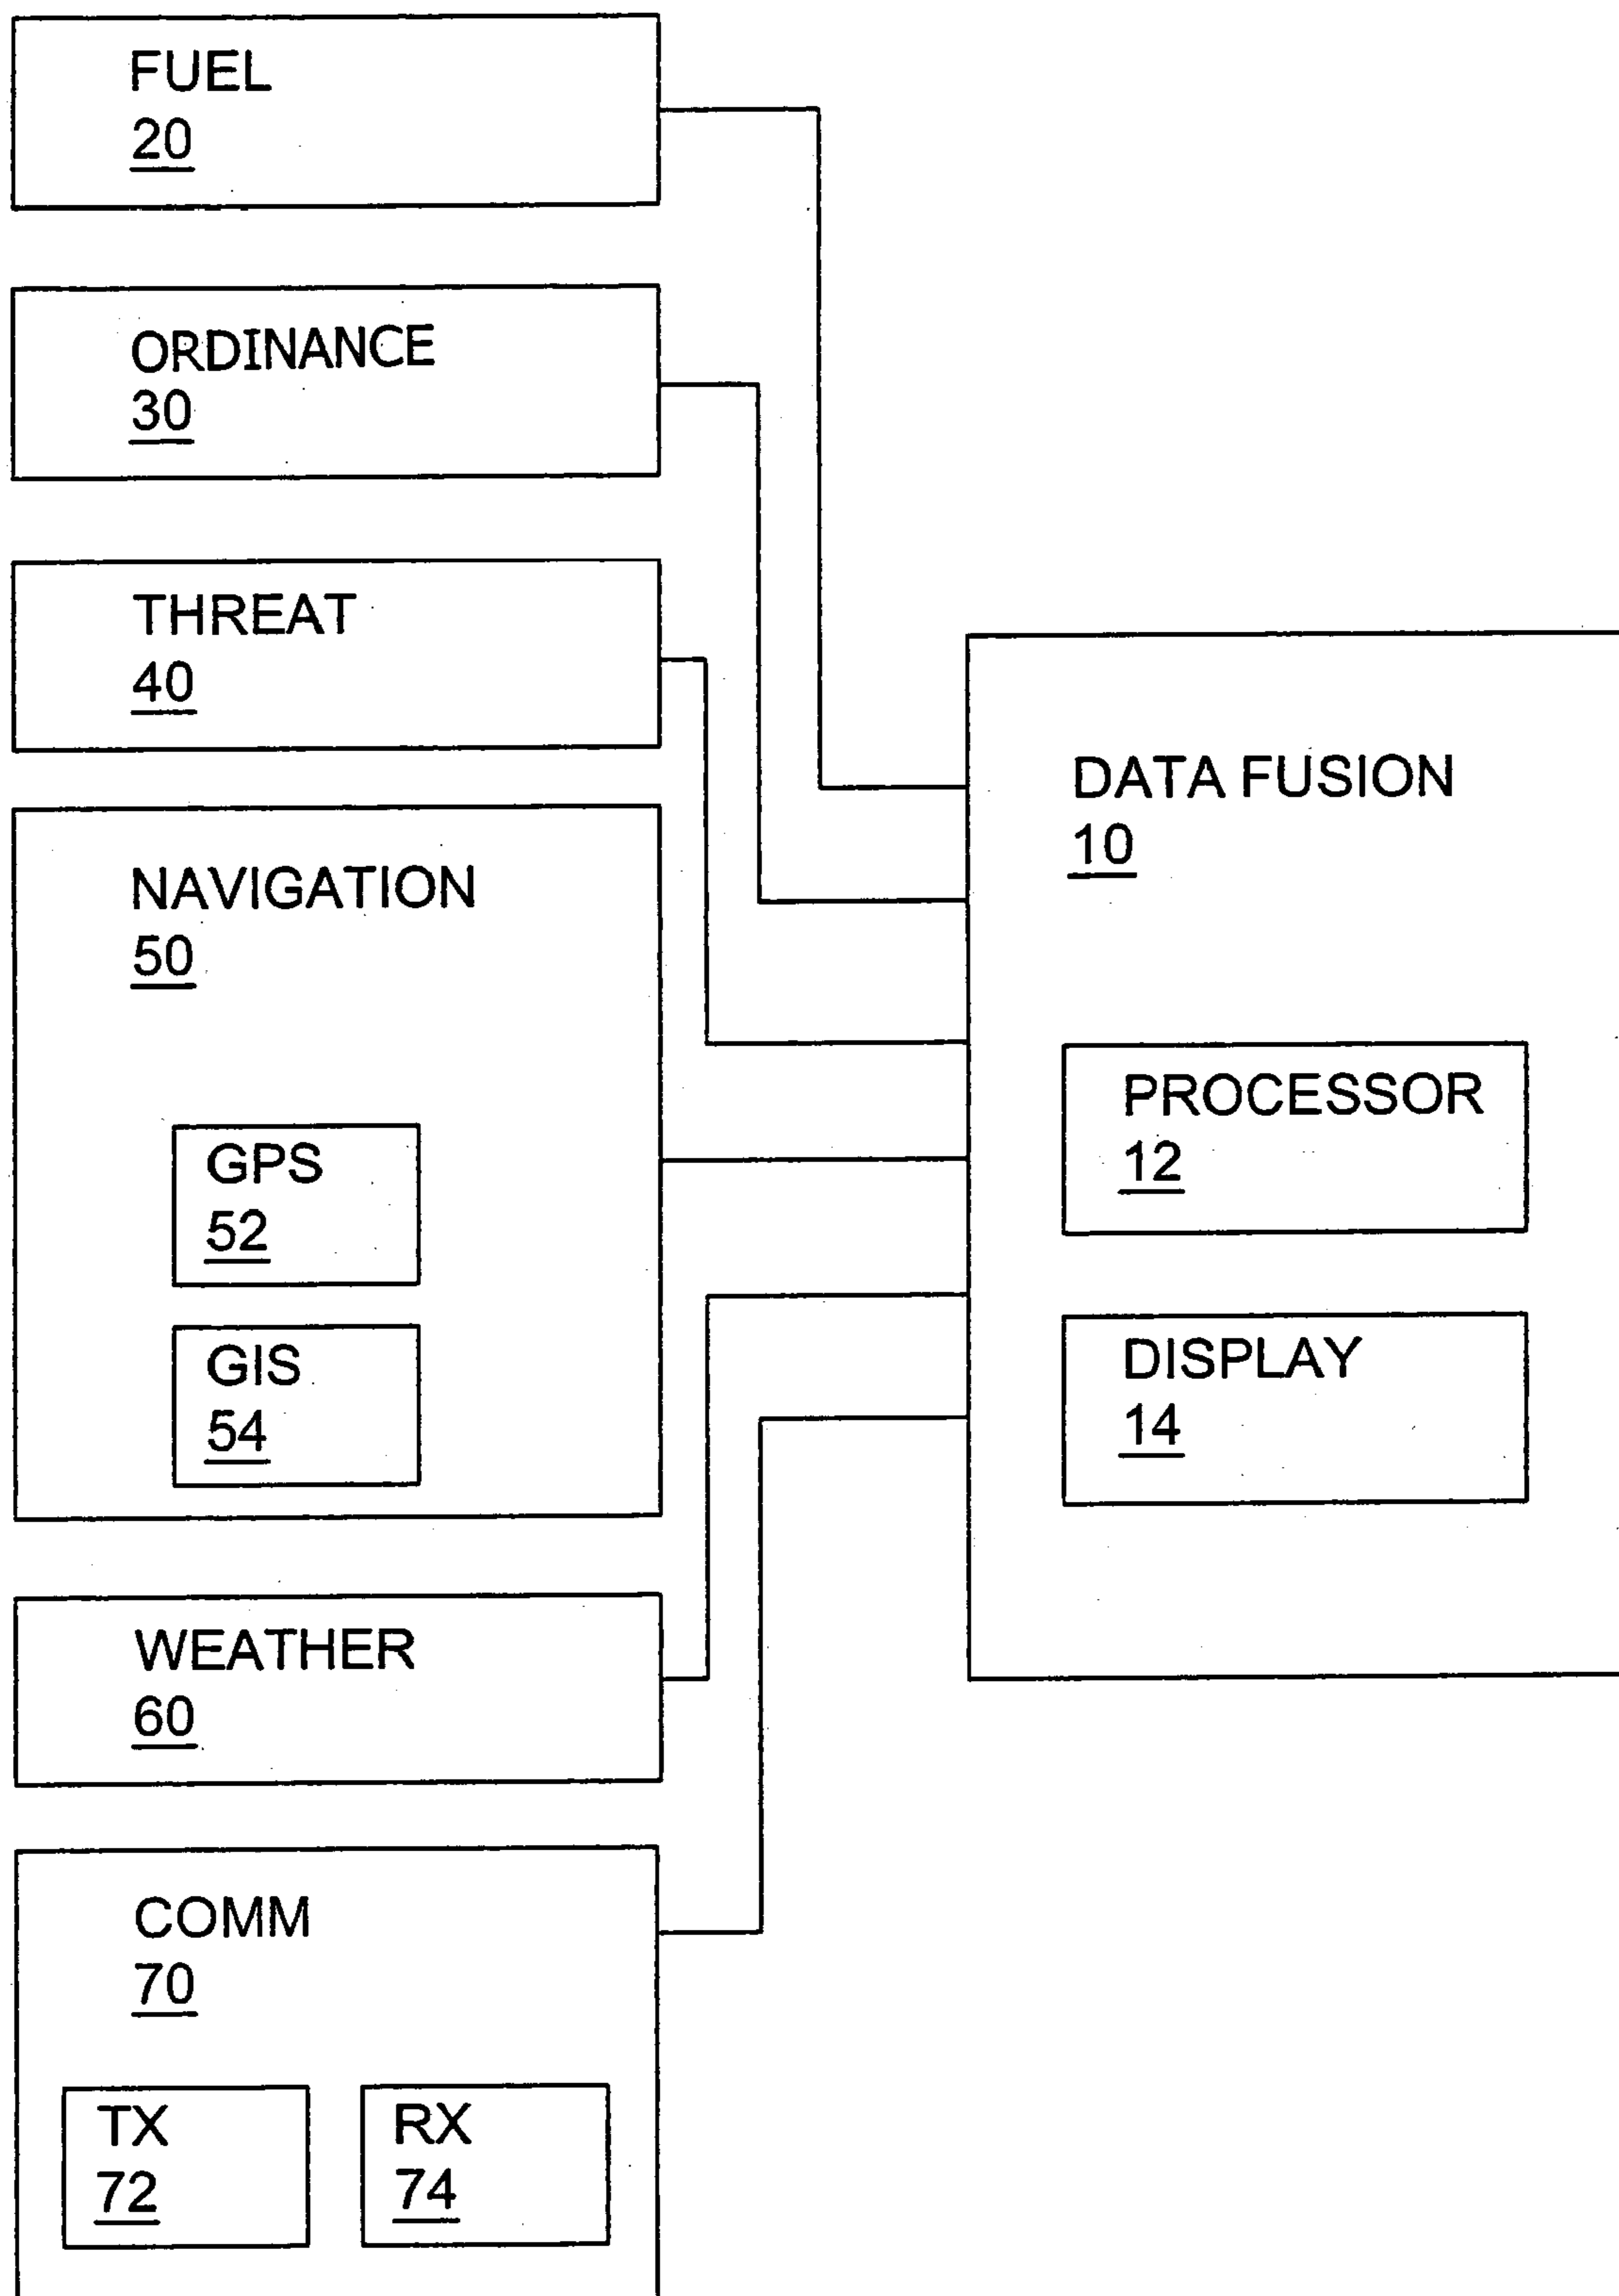 FUEL
20
ORDINANCE
30
THREAT
40
NAVIGATION
50
GPS
52
GIS
54
WEATHER
60
COMM
70
TX
72
RX
74
DATA FUSION
10
PROCESSOR
12
DISPLAY
14